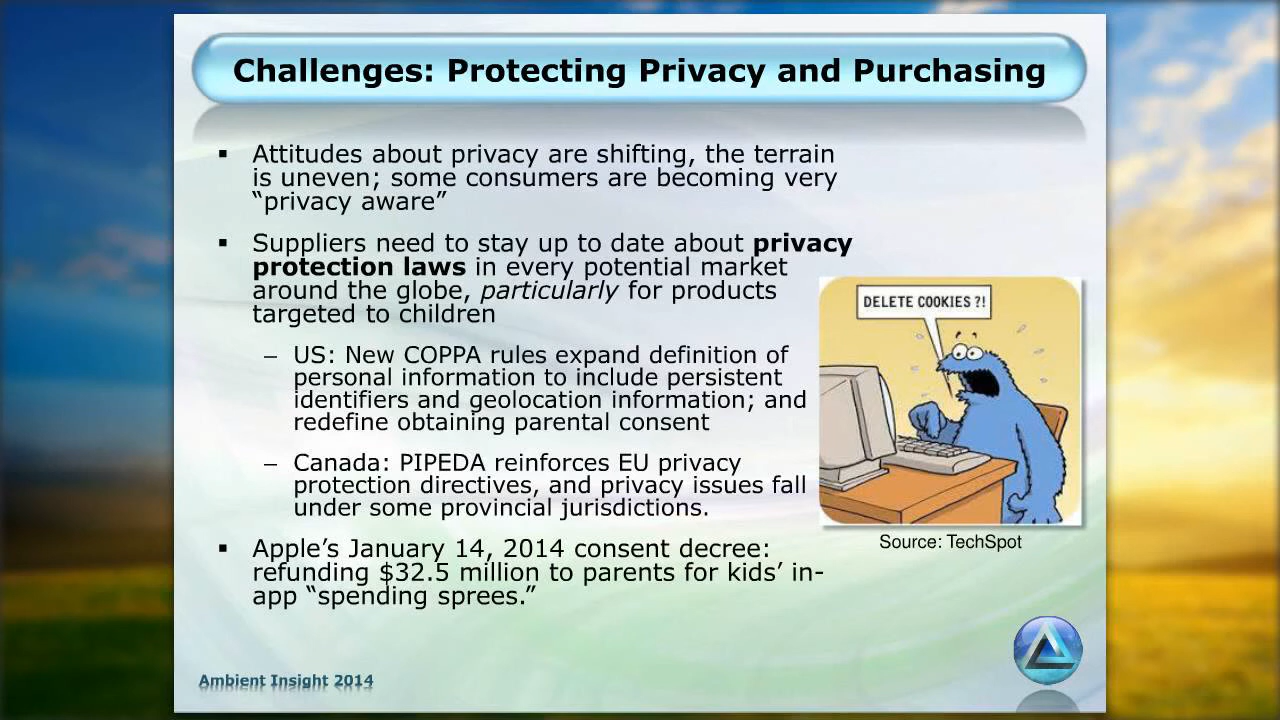 Challenges: Protecting Privacy and Purchasing
▪ Attitudes about privacy are shifting, the terrain
is uneven; some consumers are becoming very
“privacy aware”
▪ Suppliers need to stay up to date about privacy
protection laws in every potential market
around the globe, particularly for products
targeted to children
– US: New COPPA rules expand definition of
personal information to include persistent
identifiers and geolocation information; and
redefine obtaining parental consent
– Canada: PIPEDA reinforces EU privacy
protection directives, and privacy issues fall
under some provincial jurisdictions.
▪ Apple’s January 14, 2014 consent decree:
refunding $32.5 million to parents for kids’ in-
app “spending sprees.”
DELETE COOKIES ?!
Source: TechSpot
Ambient Insight 2014